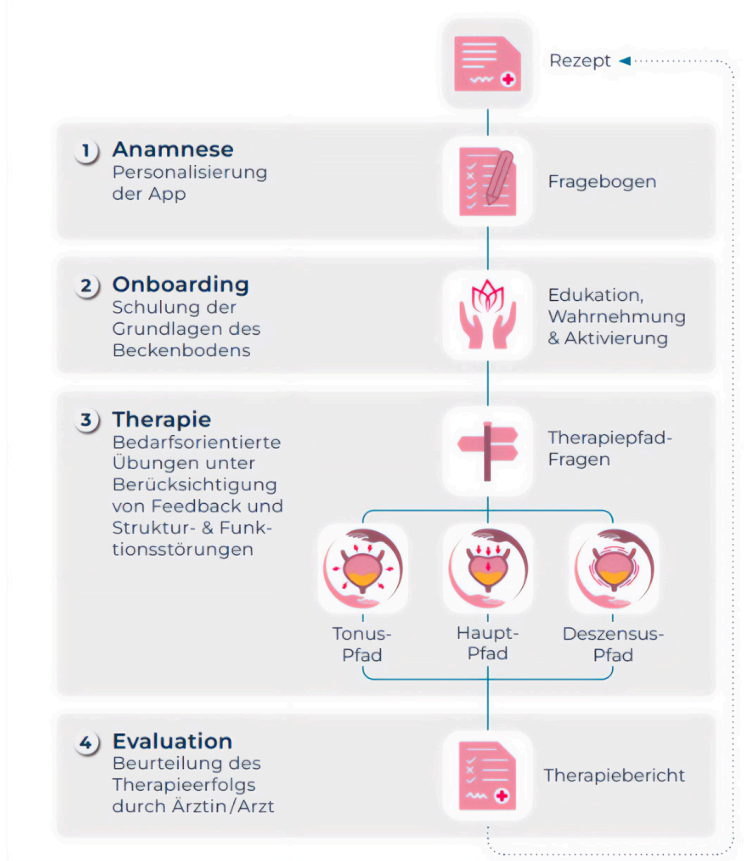 Rezept
1 Anamnese
Personalisierung
der App
Fragebogen
2 Onboarding
Schulung der
Grundlagen des
Beckenbodens
Edukation,
Wahrnehmung
& Aktivierung
3 Therapie
Bedarfsorientierte
Übungen unter
Berücksichtigung
von Feedback und
Struktur- & Funk-
tionsstörungen
Therapiepfad-
Fragen
Tonus-
Pfad
Haupt-
Pfad
Deszensus-
Pfad
4 Evaluation
Beurteilung des
Therapieerfolgs
durch Ärztin/Arzt
Therapiebericht